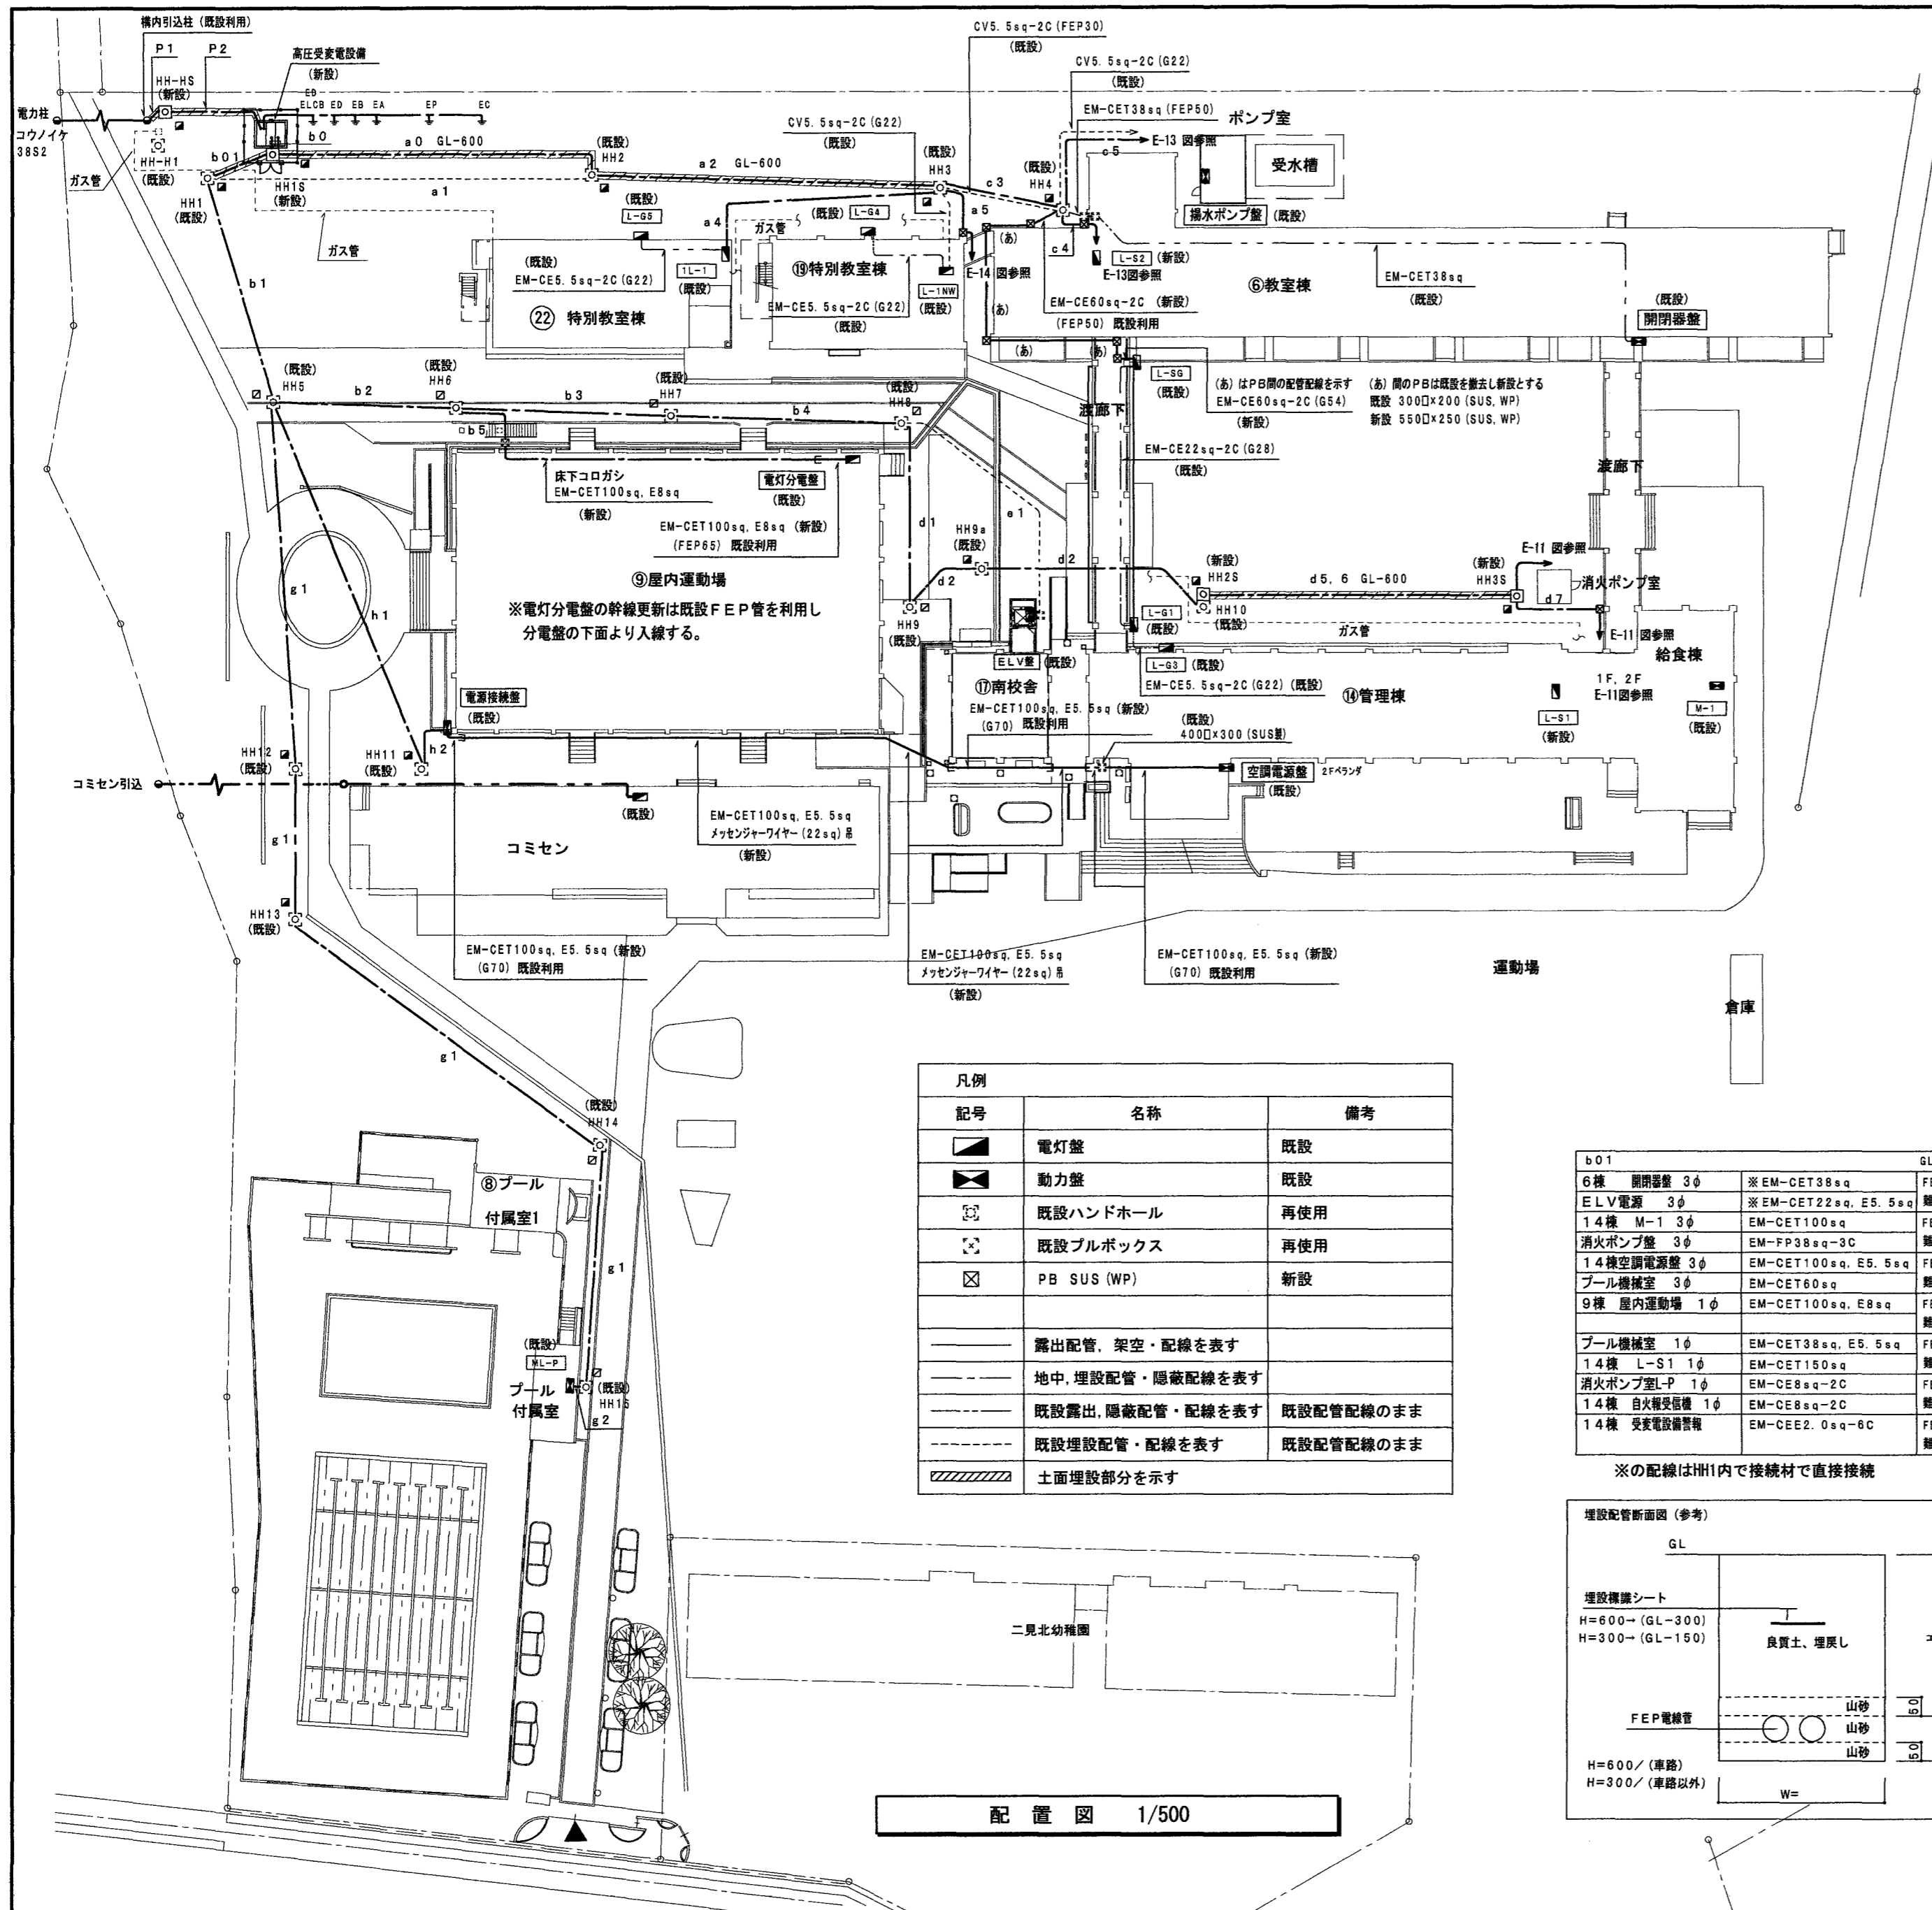 構内引込柱 (既設利用)
P1
P2
HH-HS
(新設)
高圧受変電設備
(新設)
電力柱
コウノイケ
38S2
ED
ELCB
ED
EB
EA
EP
EC
b0
b01
HH-H1
(既設)
ガス管
HH1
(既設)
HH1S
(新設)
a0 GL-600
a1
(既設)
HH2
a2 GL-600
ガス管
CV5. 5sq-2C (FEP30)
(既設)
CV5. 5sq-2C (G22)
(既設)
EM-CET38sq (FEP50)
CV5. 5sq-2C (G22)
(既設)
ポンプ室
受水槽
E-13 図参照
c5
(既設)
HH3
c3
(既設)
HH4
a5
揚水ポンプ盤 (既設)
(既設)
L-G5
a4
ガス管
(既設) L-G4
(あ)
c4
E-14 図参照
L-S2 (新設)
E-13図参照
(既設)
EM-CE5. 5sq-2C (G22)
1L-1
(既設)
⑲特別教室棟
L-1NW
(既設)
EM-CE5. 5sq-2C (G22)
(既設)
㉒ 特別教室棟
(あ)
EM-CE60sq-2C (新設)
(FEP50) 既設利用
⑥教室棟
EM-CET38sq
(既設)
(既設)
開閉器盤
b1
(あ)
(あ)
(既設)
HH5
b2
(既設)
HH6
b3
(既設)
HH7
b4
(既設)
HH8
b5
L-SG
(既設)
渡廊下
(あ) はPB間の配管配線を示す
EM-CE60sq-2C (G54)
(新設)
(あ) 間のPBは既設を撤去し新設とする
既設 300□×200 (SUS, WP)
新設 550□×250 (SUS, WP)
EM-CE22sq-2C (G28)
(既設)
渡廊下
床下コロガシ
EM-CET100sq, E8sq
(新設)
電灯分電盤
(既設)
EM-CET100sq, E8sq (新設)
(FEP65) 既設利用
d1
e1
HH9a
(既設)
d2
d2
⑨屋内運動場
※電灯分電盤の幹線更新は既設FEP管を利用し
分電盤の下面より入線する。
HH9
(既設)
(新設)
HH2S
HH10
(既設)
d5, 6 GL-600
(新設)
HH3S
E-11 図参照
消火ポンプ室
d7
ガス管
E-11 図参照
給食棟
L-G1
(既設)
ELV盤 (既設)
L-G3 (既設)
EM-CE5. 5sq-2C (G22) (既設)
⑰南校舎
EM-CET100sq, E5. 5sq (新設)
(G70) 既設利用
(既設)
400□×300 (SUS製)
⑭管理棟
1F, 2F
E-11図参照
L-S1
(新設)
M-1
(既設)
空調電源盤 2Fベランダ
(既設)
g1
h1
電源接続盤
(既設)
h2
HH12
(既設)
HH11
(既設)
コミセン引込
(既設)
コミセン
EM-CET100sq, E5. 5sq
メッセンジャーワイヤー (22sq) 吊
(新設)
g1
HH13
(既設)
EM-CET100sq, E5. 5sq (新設)
(G70) 既設利用
EM-CET100sq, E5. 5sq
メッセンジャーワイヤー (22sq) 吊
(新設)
EM-CET100sq, E5. 5sq (新設)
(G70) 既設利用
運動場
倉庫
g1
(既設)
HH14
⑧プール
付属室1
g1
(既設)
ML-P
プール
付属室
(既設)
HH15
g2
凡例
記号 名称 備考
電灯盤 既設
動力盤 既設
既設ハンドホール 再使用
既設プルボックス 再使用
PB SUS (WP) 新設
露出配管, 架空・配線を表す
地中, 埋設配管・隠蔽配線を表す
既設露出, 隠蔽配管・配線を表す 既設配管配線のまま
既設埋設配管・配線を表す 既設配管配線のまま
土面埋設部分を示す
b01 GL
6棟 開閉器盤 3φ ※EM-CET38sq
ELV電源 3φ ※EM-CET22sq, E5. 5sq
14棟 M-1 3φ EM-CET100sq
消火ポンプ盤 3φ EM-FP38sq-3C
14棟空調電源盤 3φ EM-CET100sq, E5. 5sq
プール機械室 3φ EM-CET60sq
9棟 屋内運動場 1φ EM-CET100sq, E8sq
プール機械室 1φ EM-CET38sq, E5. 5sq
14棟 L-S1 1φ EM-CET150sq
消火ポンプ室L-P 1φ EM-CE8sq-2C
14棟 自火報受信機 1φ EM-CE8sq-2C
14棟 受変電設備警報 EM-CEE2. 0sq-6C
※の配線はHH1内で接続材で直接接続
埋設配管断面図 (参考)
GL
埋設標識シート
H=600→ (GL-300)
H=300→ (GL-150)
良質土、埋戻し
山砂
50
FEP電線管
山砂
山砂
50
H=600/ (車路)
H=300/ (車路以外)
W=
二見北幼稚園
配置図 1/500